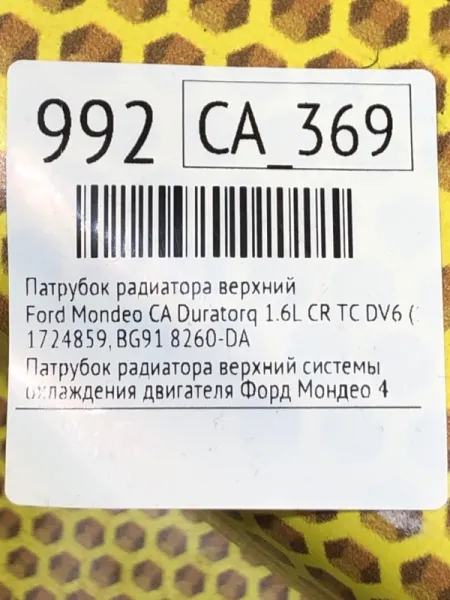 992 CA_369
Патрубок радиатора верхний
Ford Mondeo CA Duratorq 1.6L CR TC DV6 (
1724859, BG91 8260-DA
Патрубок радиатора верхний системы
охлаждения двигателя Форд Мондео 4